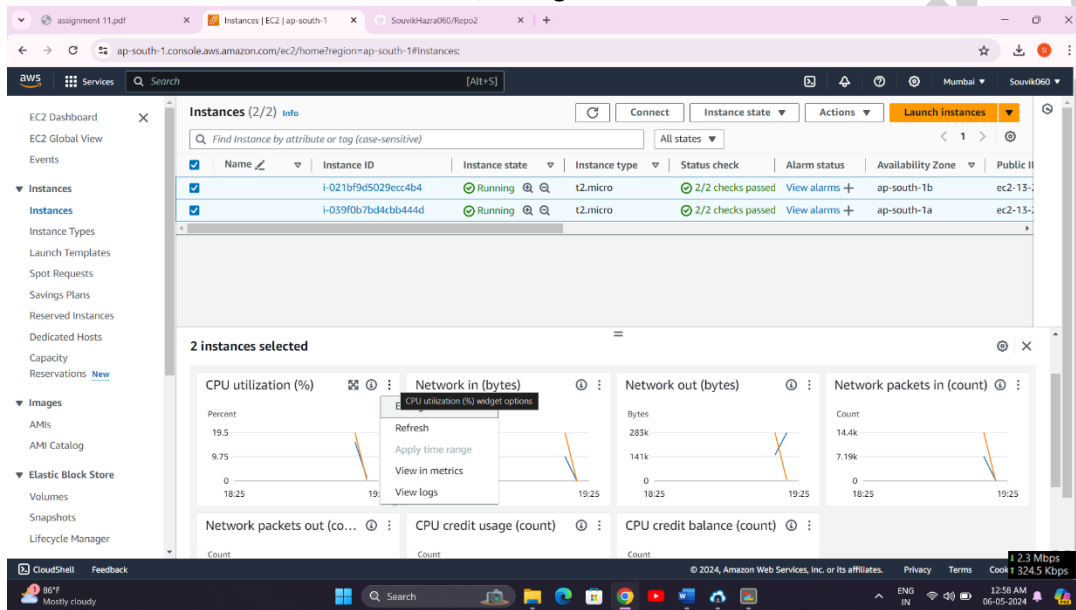 assignment 11.pdf
Instances | EC2 | ap-south-1
SouvikHazra060/Repo2
ap-south-1.console.aws.amazon.com/ec2/home?region=ap-south-1#Instances:
S
aws
Services
Search
[Alt+S]
Mumbai
Souvik060
EC2 Dashboard
EC2 Global View
Events
Instances
Instances
Instance Types
Launch Templates
Spot Requests
Savings Plans
Reserved Instances
Dedicated Hosts
Capacity
Reservations New
Images
AMIs
AMI Catalog
Elastic Block Store
Volumes
Snapshots
Lifecycle Manager
Instances (2/2) Info
Connect
Instance state
Actions
Launch instances
Find Instance by attribute or tag (case-sensitive)
All states
1
Name Instance ID Instance state Instance type Status check Alarm status Availability Zone Public I
i-021bf9d5029ecc4b4 Running t2.micro 2/2 checks passed View alarms + ap-south-1b ec2-13-
i-039f0b7bd4cbb444d Running t2.micro 2/2 checks passed View alarms + ap-south-1a ec2-13-
2 instances selected
CPU utilization (%)
Percent
19.5
9.75
0
18:25 19:
CPU utilization (%) widget options
Refresh
Apply time range
View in metrics
View logs
Network in (bytes)
19:25
Network out (bytes)
Bytes
283k
141k
0
18:25 19:25
Network packets in (count)
Count
14.4k
7.19k
0
18:25 19:25
Network packets out (co...
Count
CPU credit usage (count)
Count
CPU credit balance (count)
Count
CloudShell Feedback
© 2024, Amazon Web Services, Inc. or its affiliates. Privacy Terms Cook
2.3 Mbps
324.5 Kbps
86°F
Mostly cloudy
Search
ENG
IN
12:58 AM
06-05-2024